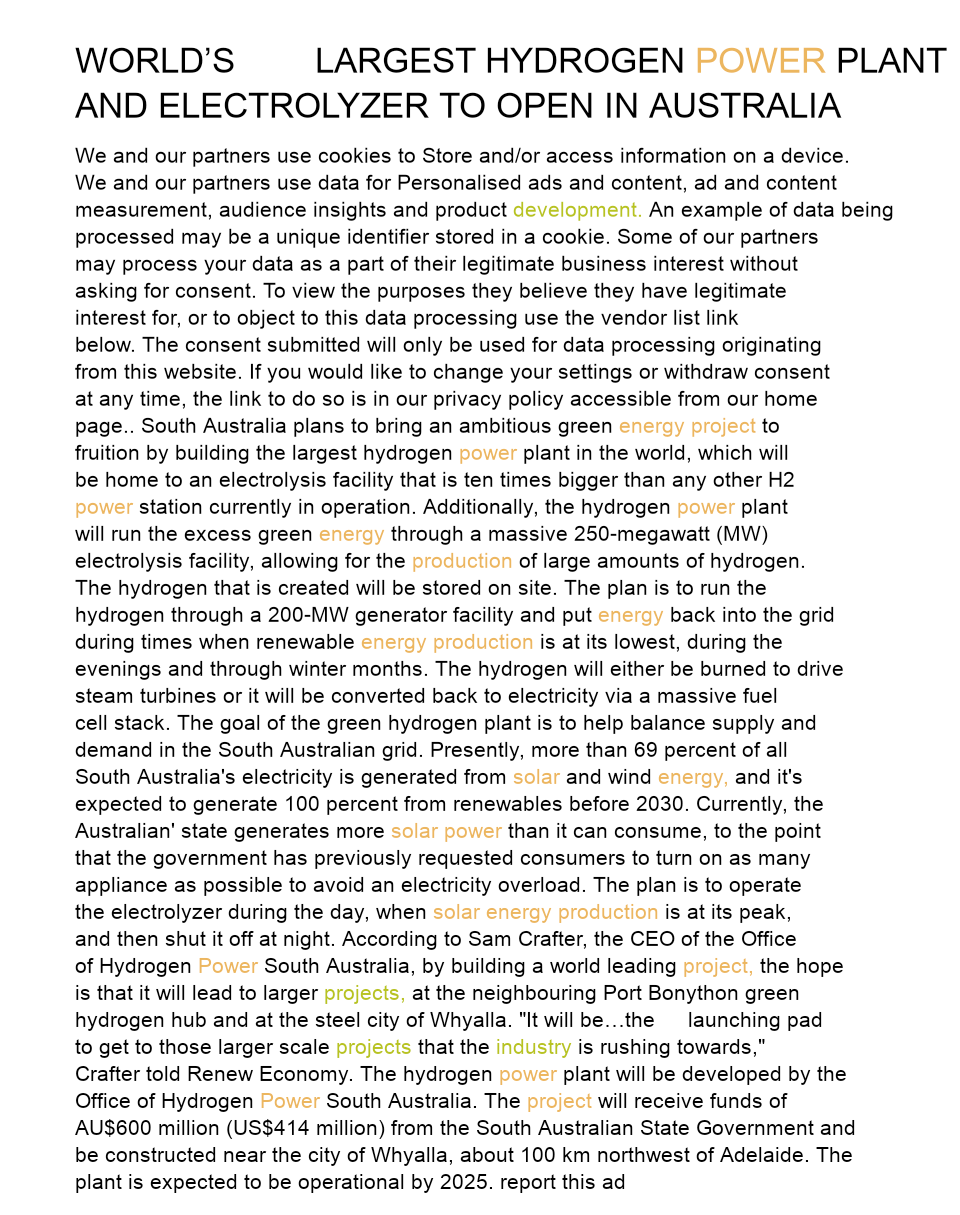 WORLD’S LARGEST HYDROGEN POWER PLANT
AND ELECTROLYZER TO OPEN IN AUSTRALIA
We and our partners use cookies to Store and/or access information on a device.
We and our partners use data for Personalised ads and content, ad and content
measurement, audience insights and product development. An example of data being
processed may be a unique identifier stored in a cookie. Some of our partners
may process your data as a part of their legitimate business interest without
asking for consent. To view the purposes they believe they have legitimate
interest for, or to object to this data processing use the vendor list link
below. The consent submitted will only be used for data processing originating
from this website. If you would like to change your settings or withdraw consent
at any time, the link to do so is in our privacy policy accessible from our home
page.. South Australia plans to bring an ambitious green energy project to
fruition by building the largest hydrogen power plant in the world, which will
be home to an electrolysis facility that is ten times bigger than any other H2
power station currently in operation. Additionally, the hydrogen power plant
will run the excess green energy through a massive 250-megawatt (MW)
electrolysis facility, allowing for the production of large amounts of hydrogen.
The hydrogen that is created will be stored on site. The plan is to run the
hydrogen through a 200-MW generator facility and put energy back into the grid
during times when renewable energy production is at its lowest, during the
evenings and through winter months. The hydrogen will either be burned to drive
steam turbines or it will be converted back to electricity via a massive fuel
cell stack. The goal of the green hydrogen plant is to help balance supply and
demand in the South Australian grid. Presently, more than 69 percent of all
South Australia's electricity is generated from solar and wind energy, and it's
expected to generate 100 percent from renewables before 2030. Currently, the
Australian' state generates more solar power than it can consume, to the point
that the government has previously requested consumers to turn on as many
appliance as possible to avoid an electricity overload. The plan is to operate
the electrolyzer during the day, when solar energy production is at its peak,
and then shut it off at night. According to Sam Crafter, the CEO of the Office
of Hydrogen Power South Australia, by building a world leading project, the hope
is that it will lead to larger projects, at the neighbouring Port Bonython green
hydrogen hub and at the steel city of Whyalla. "It will be…the launching pad
to get to those larger scale projects that the industry is rushing towards,"
Crafter told Renew Economy. The hydrogen power plant will be developed by the
Office of Hydrogen Power South Australia. The project will receive funds of
AU$600 million (US$414 million) from the South Australian State Government and
be constructed near the city of Whyalla, about 100 km northwest of Adelaide. The
plant is expected to be operational by 2025. report this ad